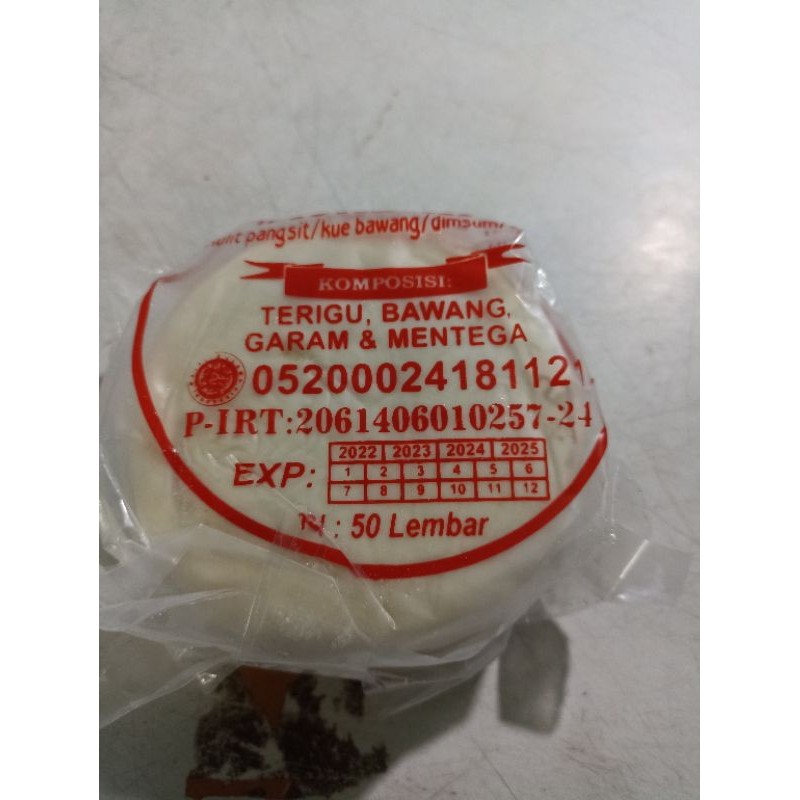 pangsit/kue bawang/dimsum/
KOMPOSISI:
TERIGU, BAWANG,
GARAM & MENTEGA
0520002418112
P-IRT:2061406010257-24
EXP:
2022 2023 2024 2025
1 2 3 4 5 6
7 8 9 10 11 12
: 50 Lembar